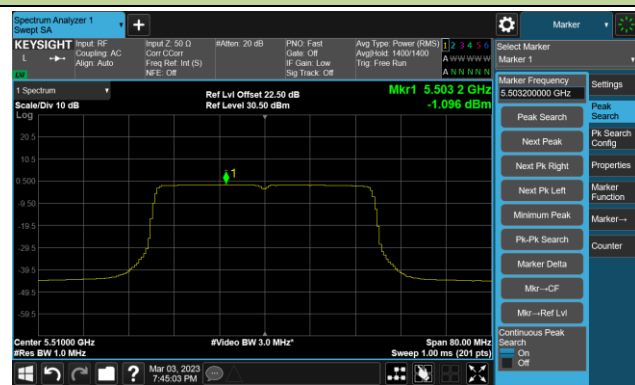 Spectrum Analyzer 1
Swept SA
+
Marker
KEYSIGHT
L
LW
Input: RF
Coupling: AC
Align: Auto
Input Z: 50 Ω
Corr CCorr
Freq Ref: Int (S)
NFE: Off
#Atten: 20 dB
PNO: Fast
Gate: Off
IF Gain: Low
Sig Track: Off
Avg Type: Power (RMS)
Avg|Hold: 1400/1400
Trig: Free Run
1 2 3 4 5 6
A W W W W W
A N N N N N
Select Marker
Marker 1
1 Spectrum
Scale/Div 10 dB
Log
Ref Lvl Offset 22.50 dB
Ref Level 30.50 dBm
Mkr1 5.503 2 GHz
-1.096 dBm
20.5
10.5
0.500
-9.50
-19.5
-29.5
-39.5
-49.5
-59.5
1
Center 5.51000 GHz
#Res BW 1.0 MHz
#Video BW 3.0 MHz*
Span 80.00 MHz
Sweep 1.00 ms (201 pts)
Marker Frequency
5.503200000 GHz
Peak Search
Next Peak
Next Pk Right
Next Pk Left
Minimum Peak
Pk-Pk Search
Marker Delta
Mkr→CF
Mkr→Ref Lvl
Continuous Peak
Search
On
Off
Settings
Peak
Search
Pk Search
Config
Properties
Marker
Function
Marker→
Counter
?
Mar 03, 2023
7:45:03 PM